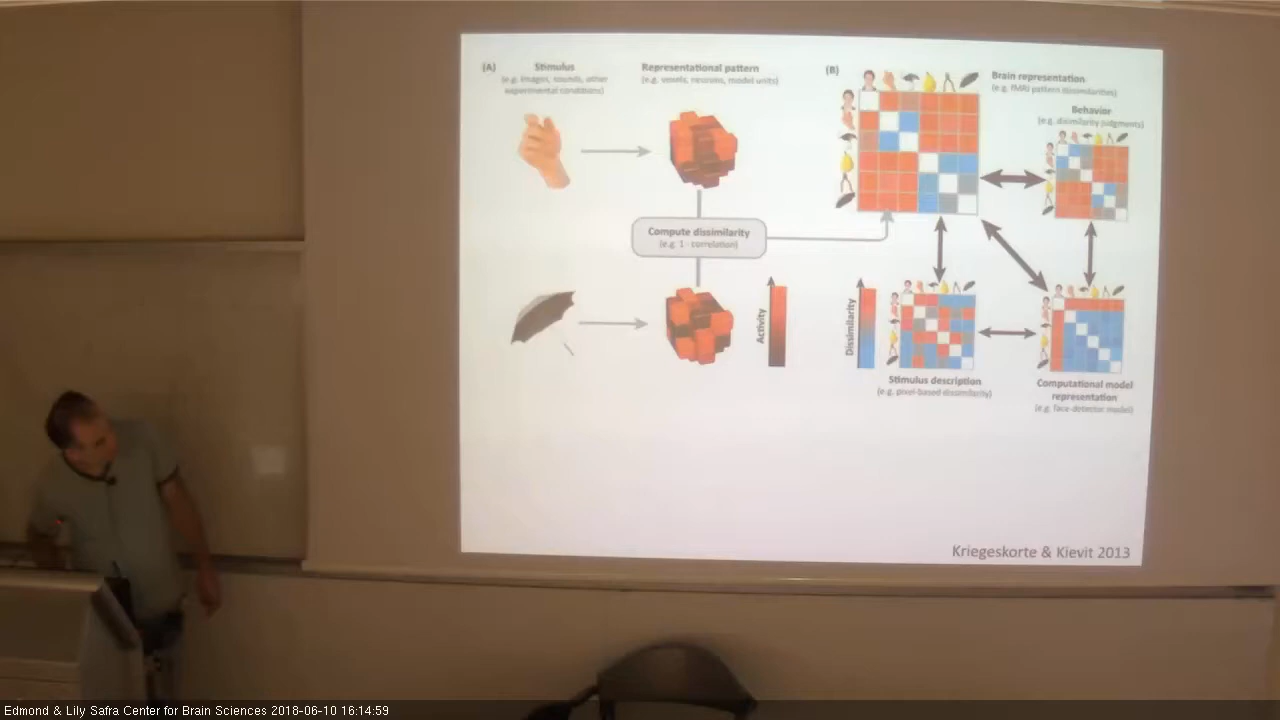 (A)
Stimulus
(e.g. images, sounds, other
experimental conditions)
Representational pattern
(e.g. voxels, neurons, model units)
Compute dissimilarity
(e.g. 1 - correlation)
Activity
(B)
Brain representation
(e.g. fMRI pattern dissimilarities)
Behavior
(e.g. dissimilarity judgments)
Dissimilarity
Stimulus description
(e.g. pixel-based dissimilarity)
Computational model
representation
(e.g. face-detector model)
Kriegeskorte & Kievit 2013
Edmond & Lily Safra Center for Brain Sciences 2018-06-10 16:14:59